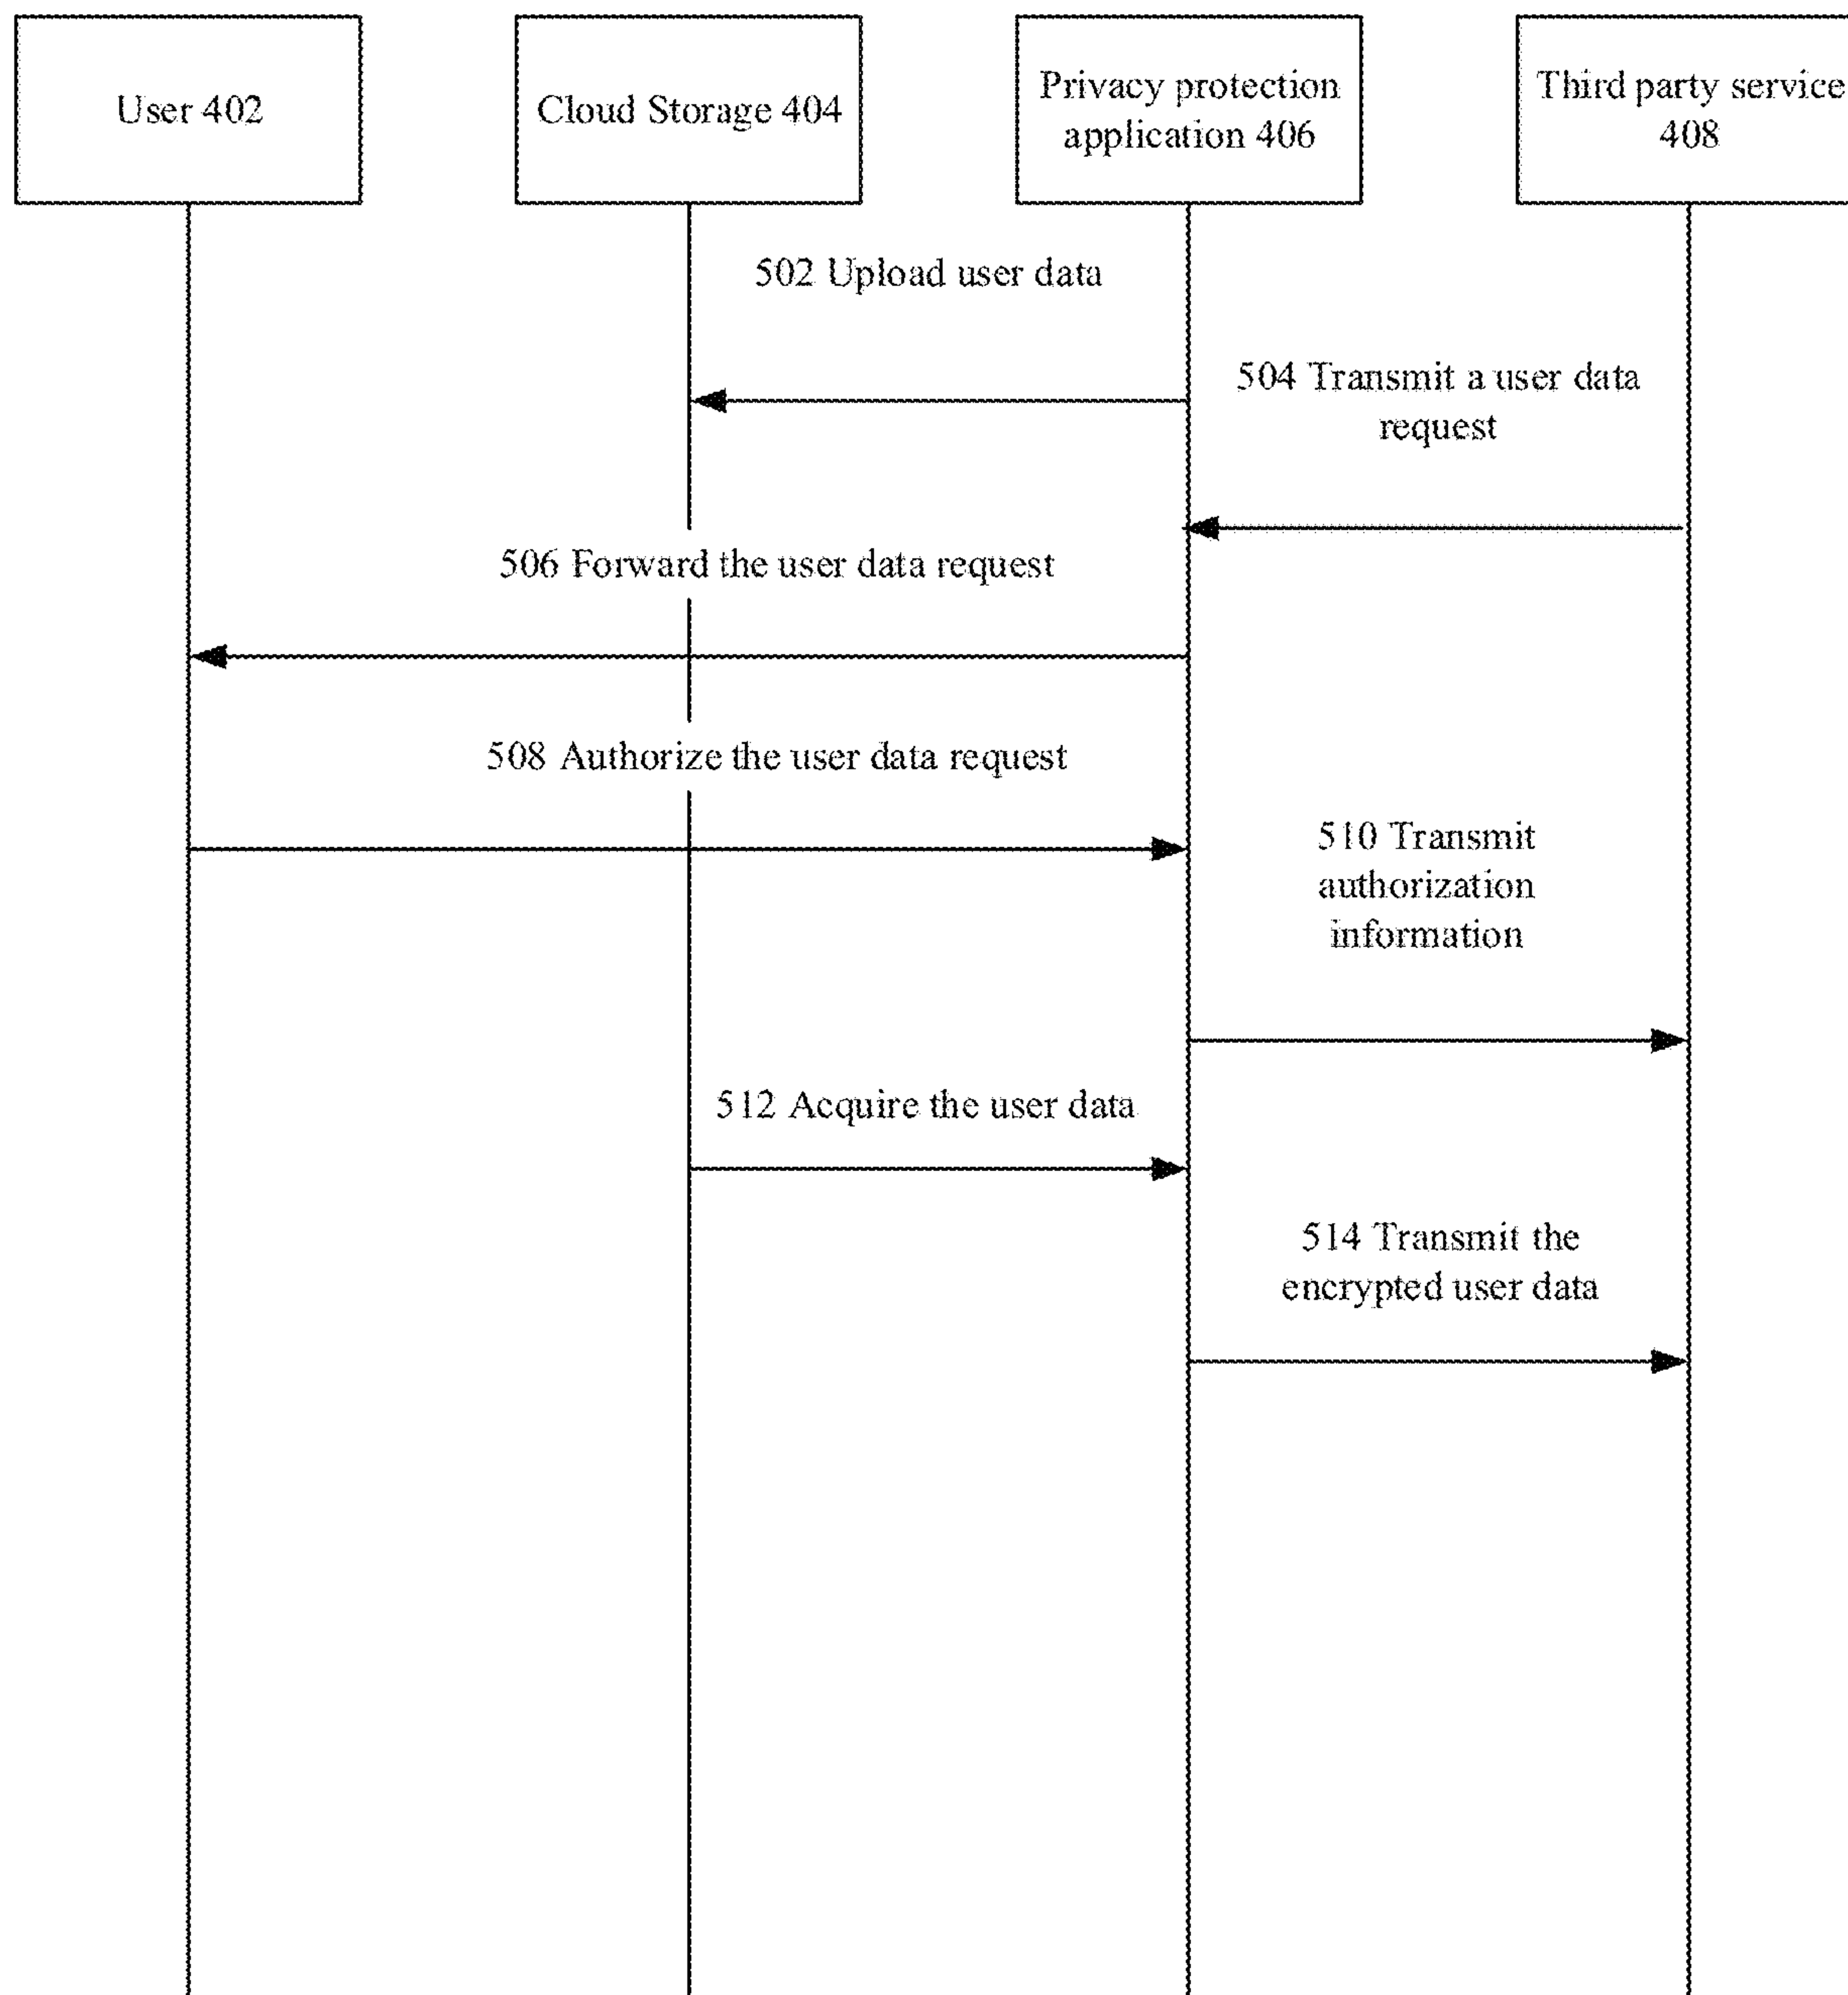 User 402
Cloud Storage 404
Privacy protection
application 406
Third party service
408
502 Upload user data
504 Transmit a user data
request
506 Forward the user data request
508 Authorize the user data request
510 Transmit
authorization
information
512 Acquire the user data
514 Transmit the
encrypted user data